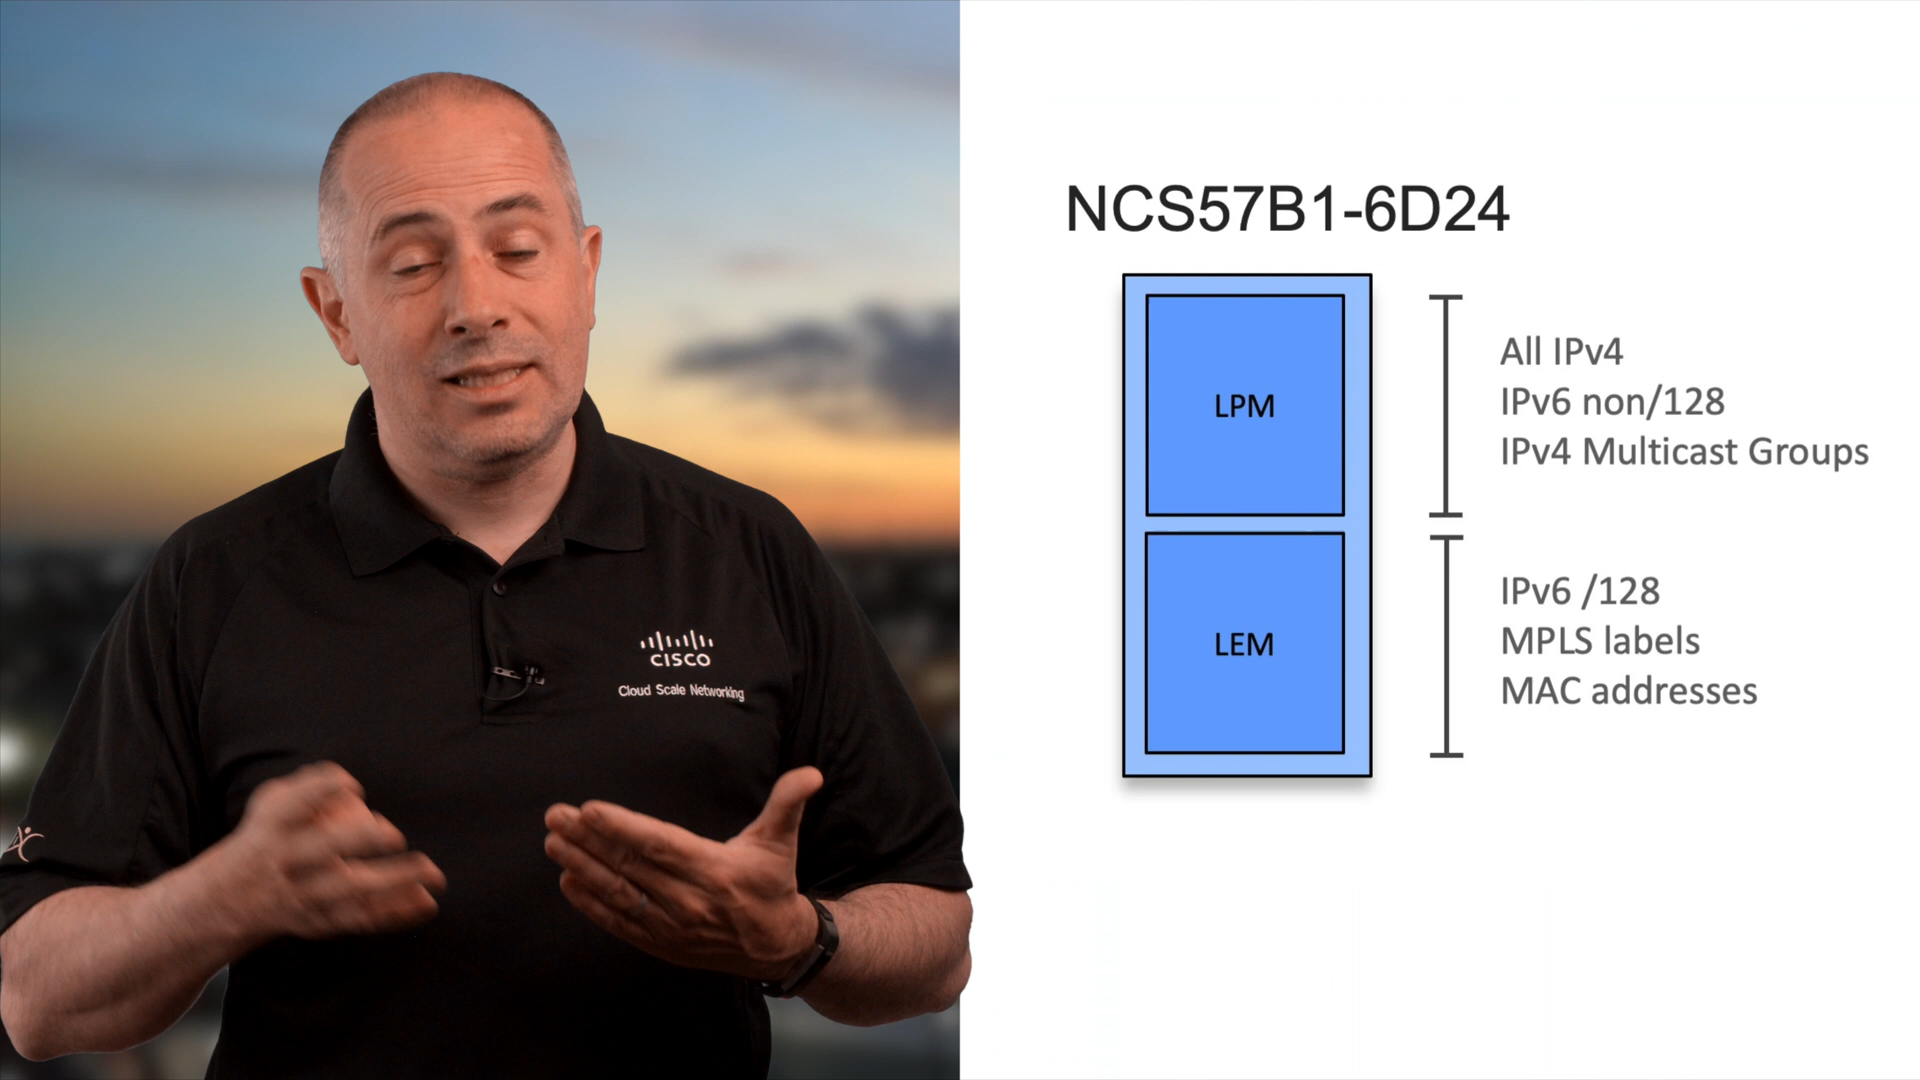 CISCO
Cloud Scale Networking
NCS57B1-6D24
LPM
All IPv4
IPv6 non/128
IPv4 Multicast Groups
LEM
IPv6 /128
MPLS labels
MAC addresses